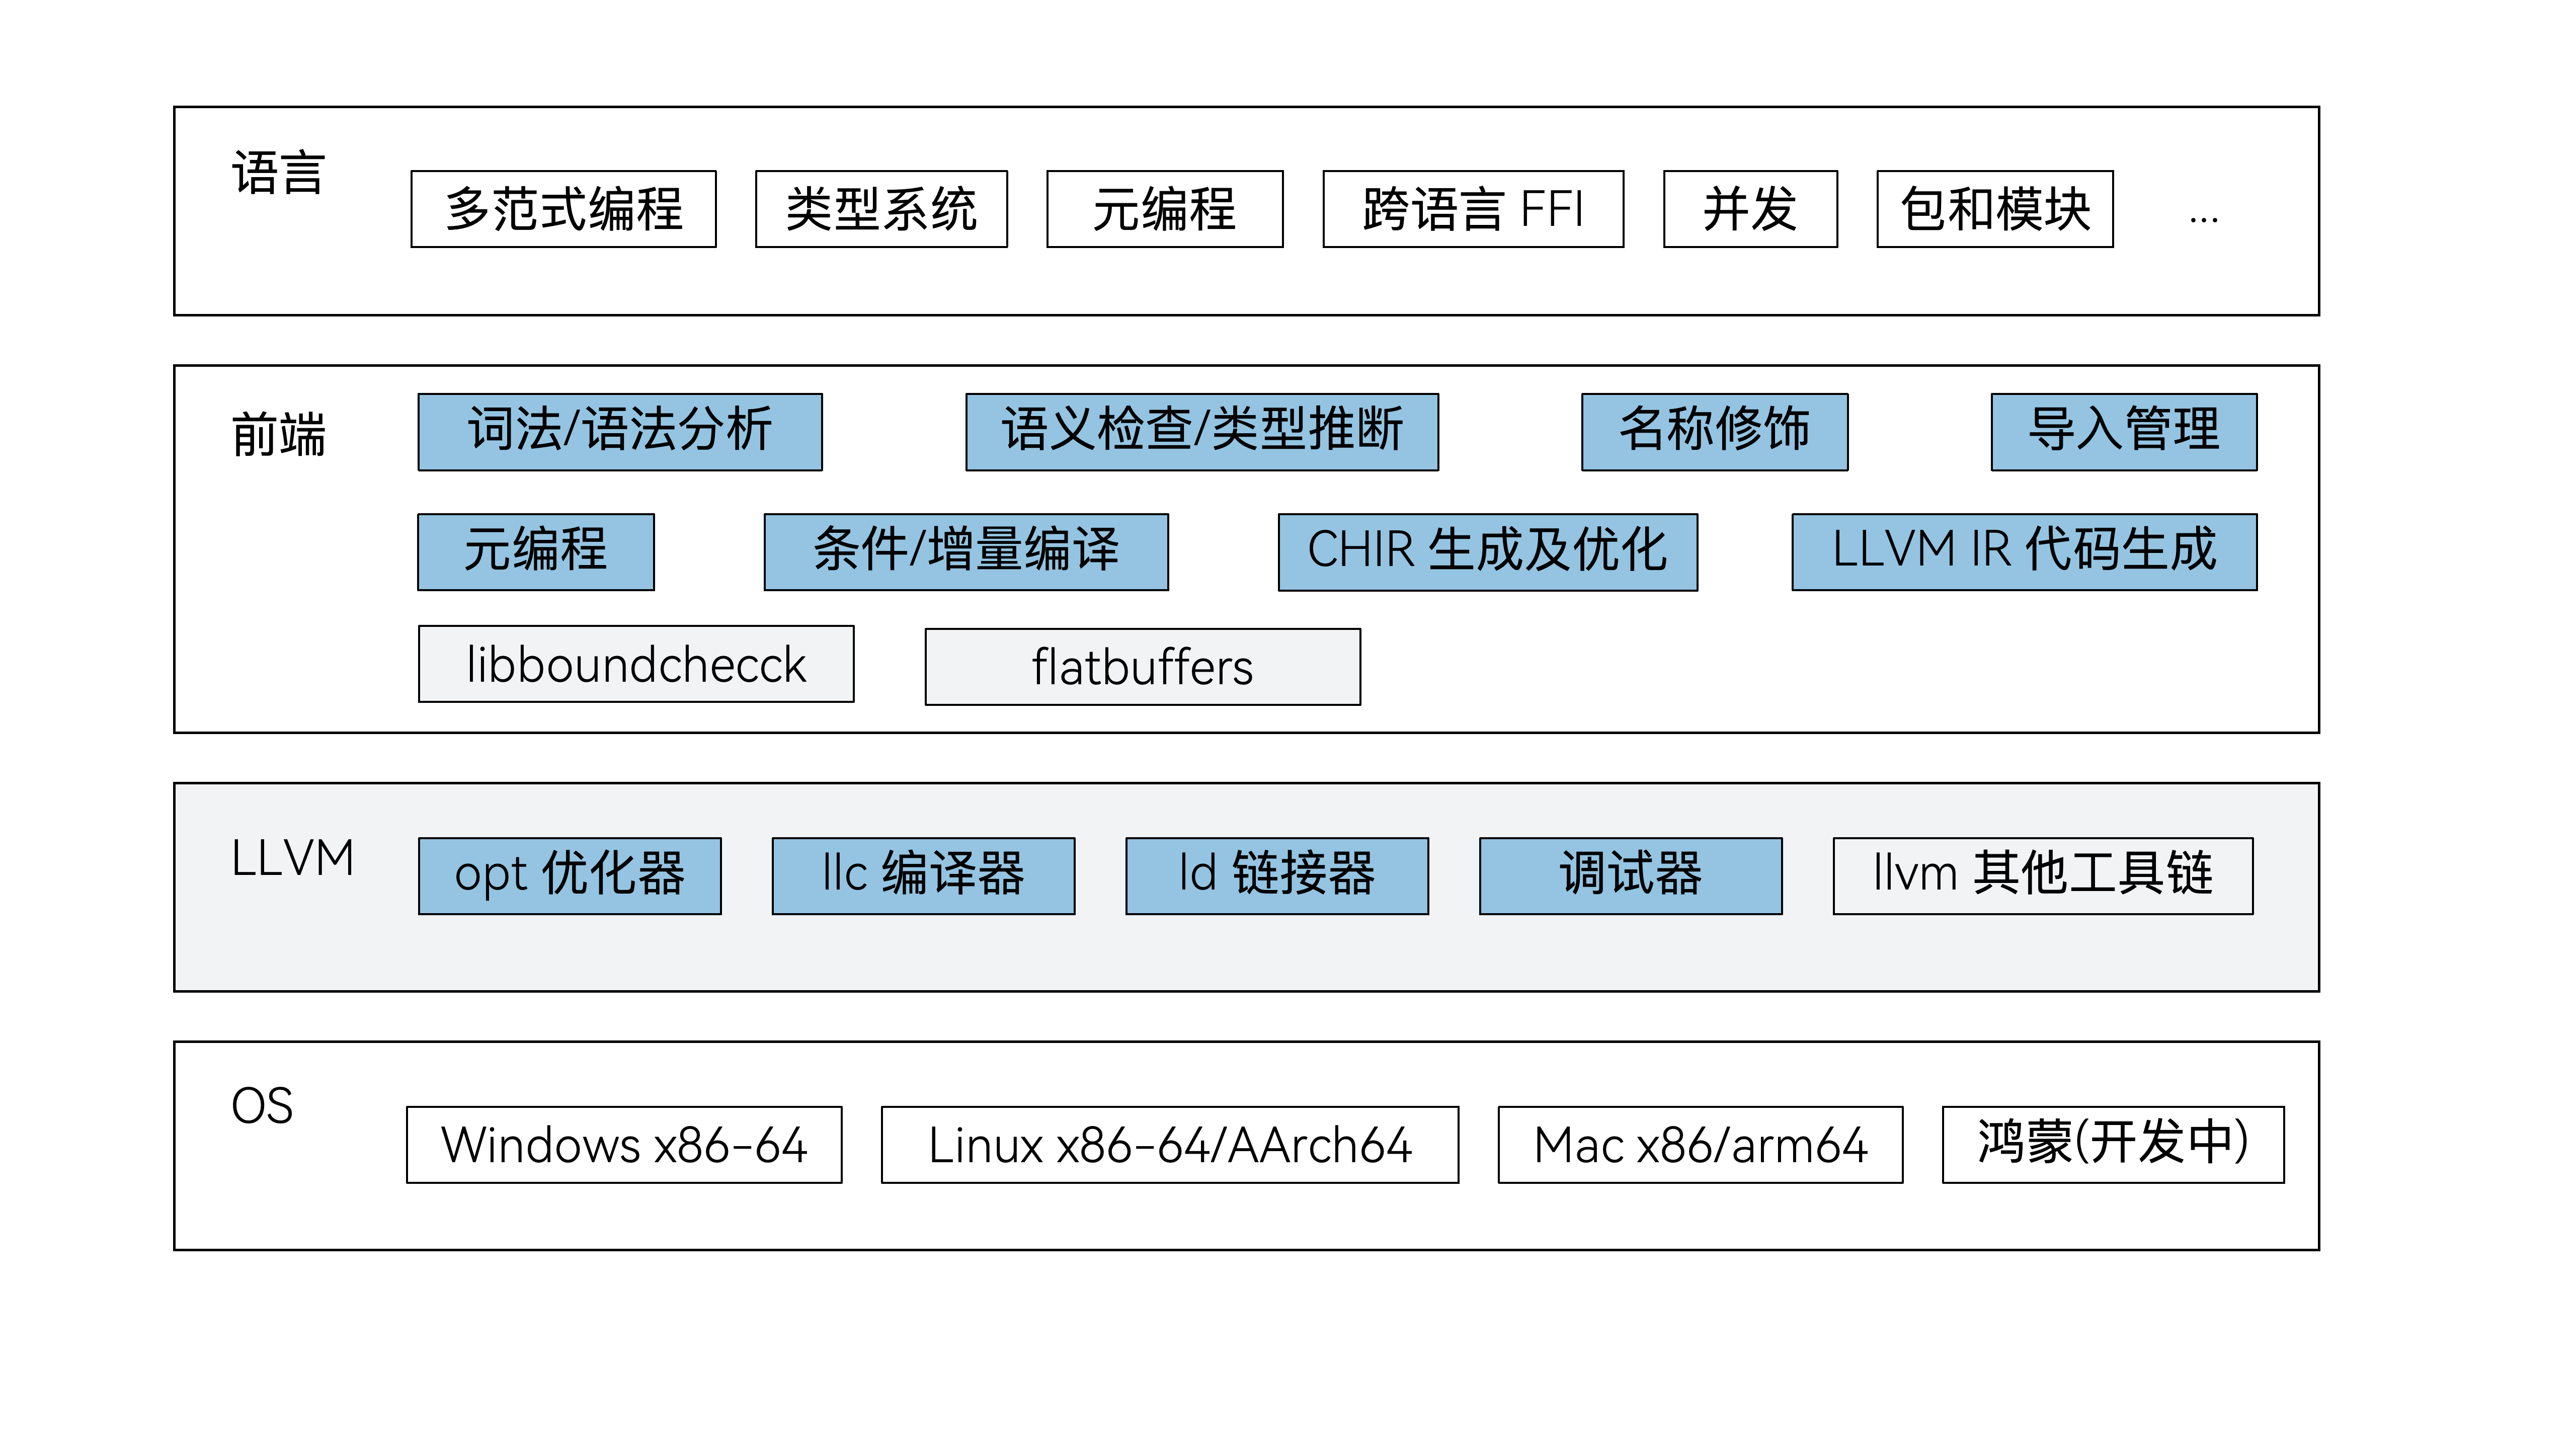 语言
多范式编程 类型系统 元编程 跨语言 FFI 并发 包和模块 ...
前端
词法/语法分析 语义检查/类型推断 名称修饰 导入管理
元编程 条件/增量编译 CHIR 生成及优化 LLVM IR 代码生成
libboundchecck flatbuffers
LLVM
opt 优化器 llc 编译器 ld 链接器 调试器 llvm 其他工具链
OS
Windows x86-64 Linux x86-64/AArch64 Mac x86/arm64 鸿蒙(开发中)